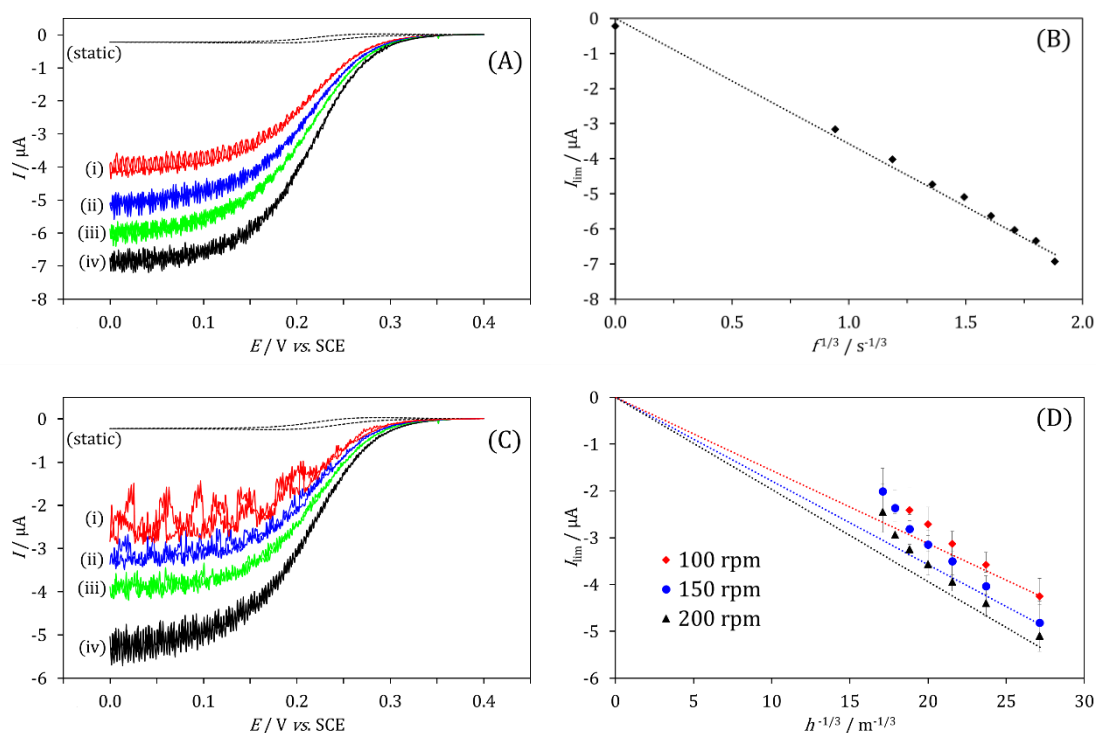 (A)
(static)
(i)
(ii)
(iii)
(iv)
0
-1
-2
-3
-4
-5
-6
-7
-8
I / μA
0.0 0.1 0.2 0.3 0.4
E / V vs. SCE
(B)
0
-1
-2
-3
-4
-5
-6
-7
-8
Ilim / μA
0.0 0.5 1.0 1.5 2.0
f^1/3 / s^-1/3
(C)
(static)
(i)
(ii)
(iii)
(iv)
0
-1
-2
-3
-4
-5
-6
I / μA
0.0 0.1 0.2 0.3 0.4
E / V vs. SCE
(D)
0
-1
-2
-3
-4
-5
-6
Ilim / μA
100 rpm
150 rpm
200 rpm
0 5 10 15 20 25 30
h^-1/3 / m^-1/3